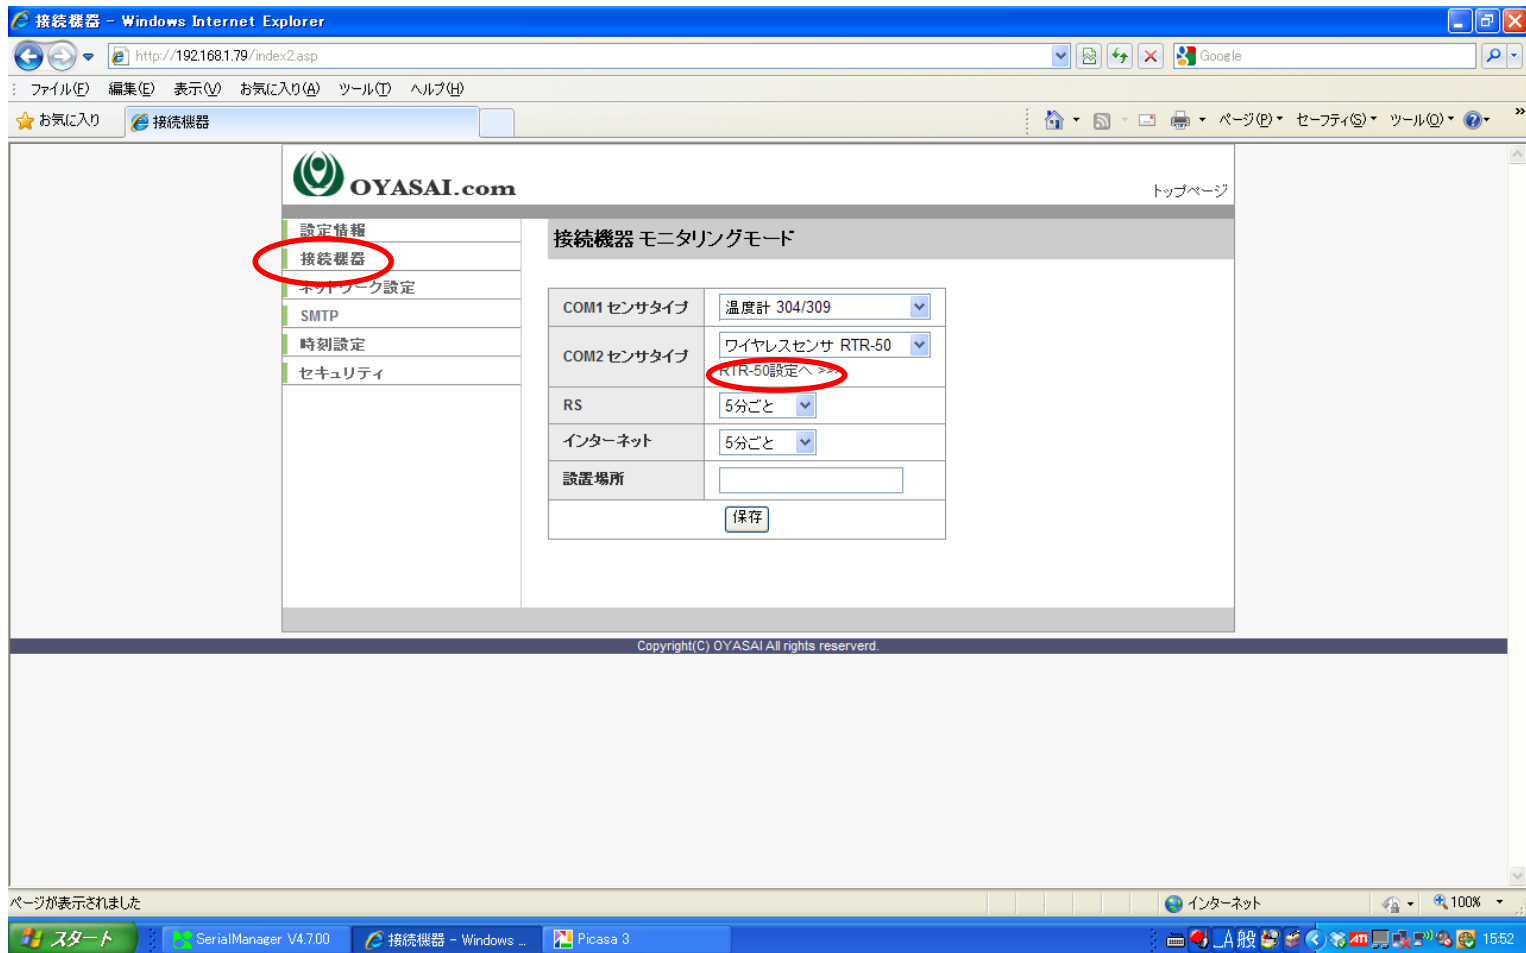 接続機器 - Windows Internet Explorer
http://192.168.1.79/index2.asp
Google
ファイル(F) 編集(E) 表示(V) お気に入り(A) ツール(T) ヘルプ(H)
お気に入り 接続機器 ページ(P) セーフティ(S) ツール(O)
OYASAI.com
トップページ
設定情報
接続機器
ネットワーク設定
SMTP
時刻設定
セキュリティ
接続機器 モニタリングモード
COM1 センサタイプ 温度計 304/309
COM2 センサタイプ ワイヤレスセンサ RTR-50
RTR-50設定へ >>>
RS 5分ごと
インターネット 5分ごと
設置場所
保存
Copyright(C) OYASAI All rights reserverd.
ページが表示されました インターネット 100%
スタート SerialManager V4.7.00 接続機器 - Windows ... Picasa 3 A 般 ATI 15:52